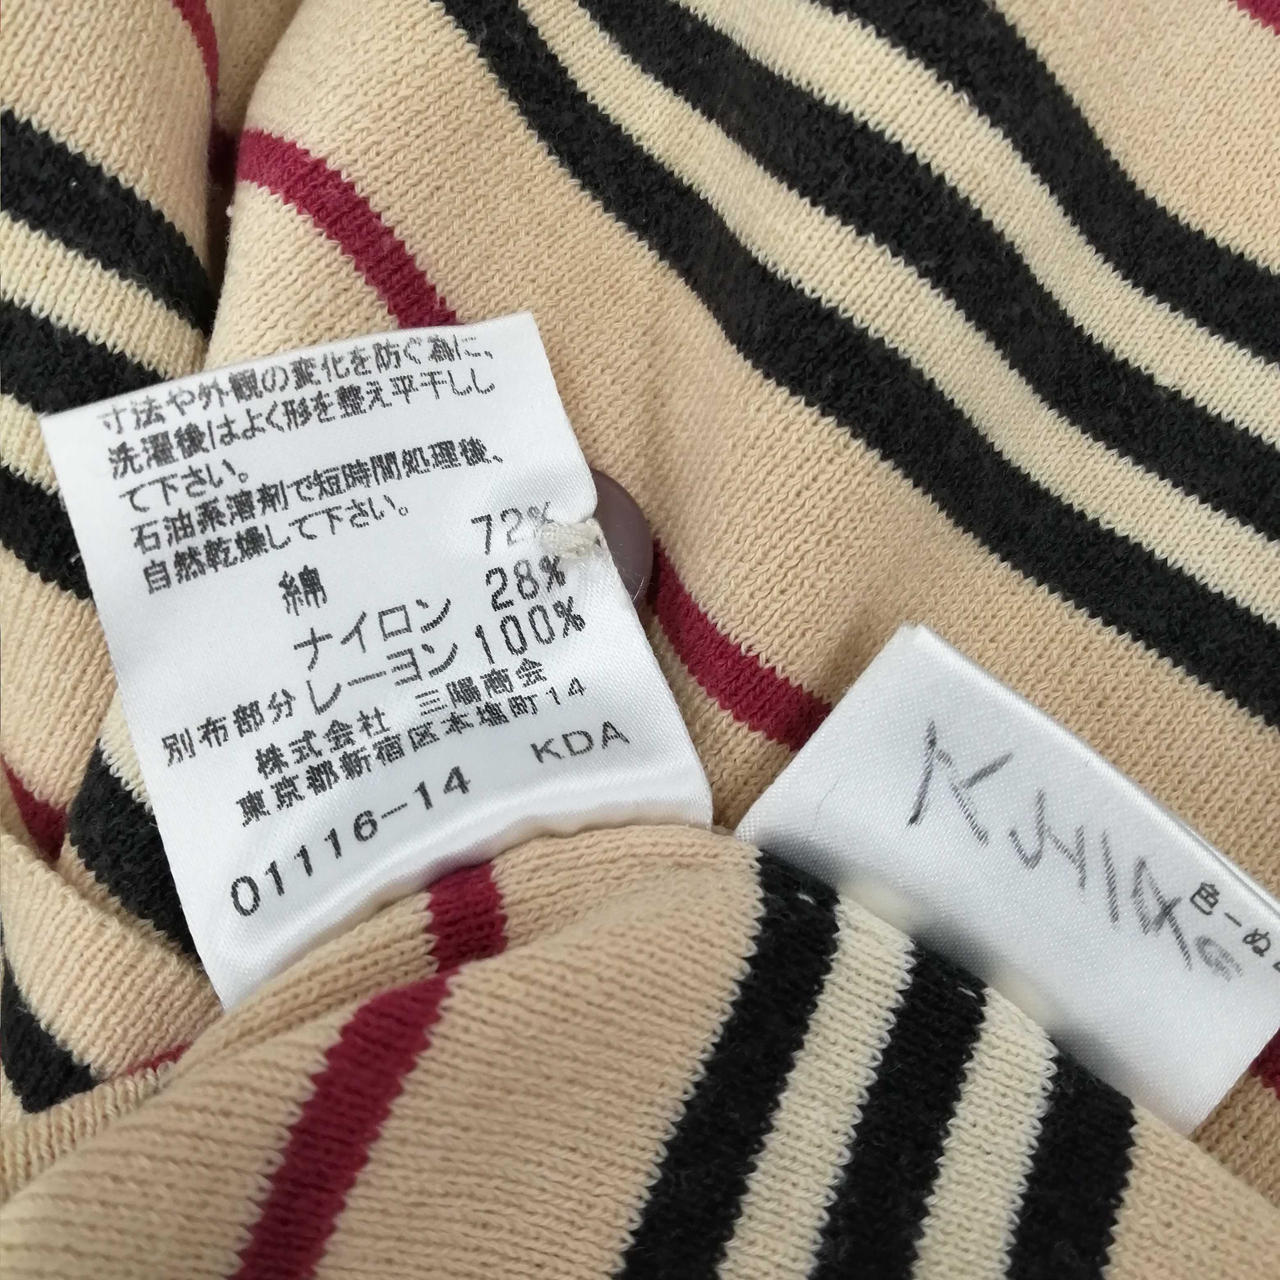 寸法や外観の変化を防ぐ為に、
洗濯後はよく形を整え平干しし
て下さい。
石油系溶剤で短時間処理後、
自然乾燥して下さい。
綿 72%
ナイロン 28%
別布部分 レーヨン 100%
株式会社 三陽商会
東京都新宿区本塩町14
01116-14 KDA
色